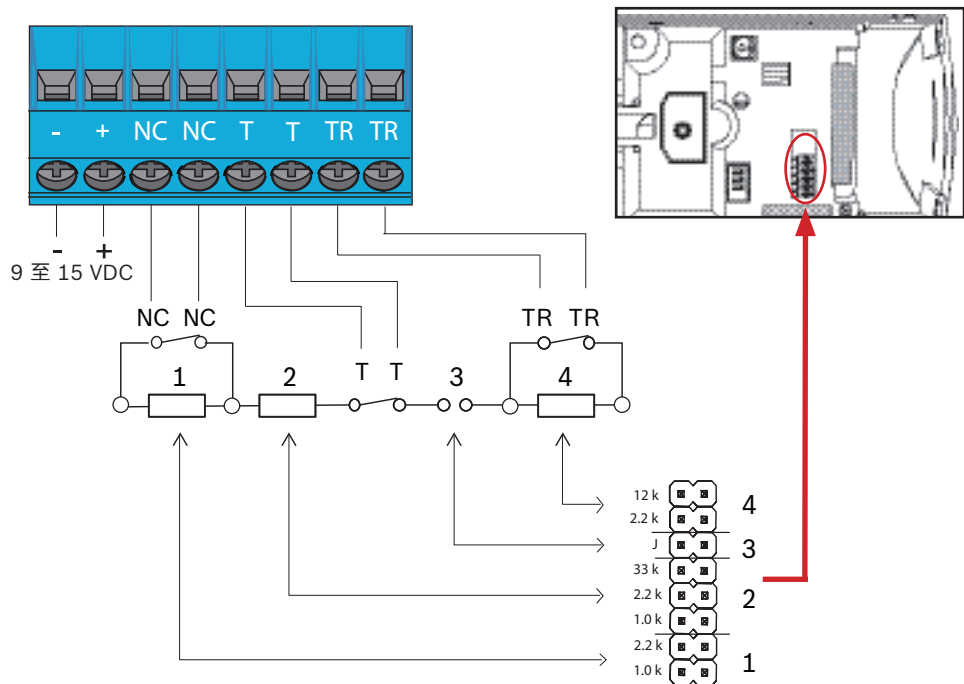 - + NC NC T T TR TR
- +
9 至 15 VDC
NC NC
TR TR
1 2 T T 3 4
12 k
2.2 k
4
J
3
33 k
2.2 k
1.0 k
2
2.2 k
1.0 k
1